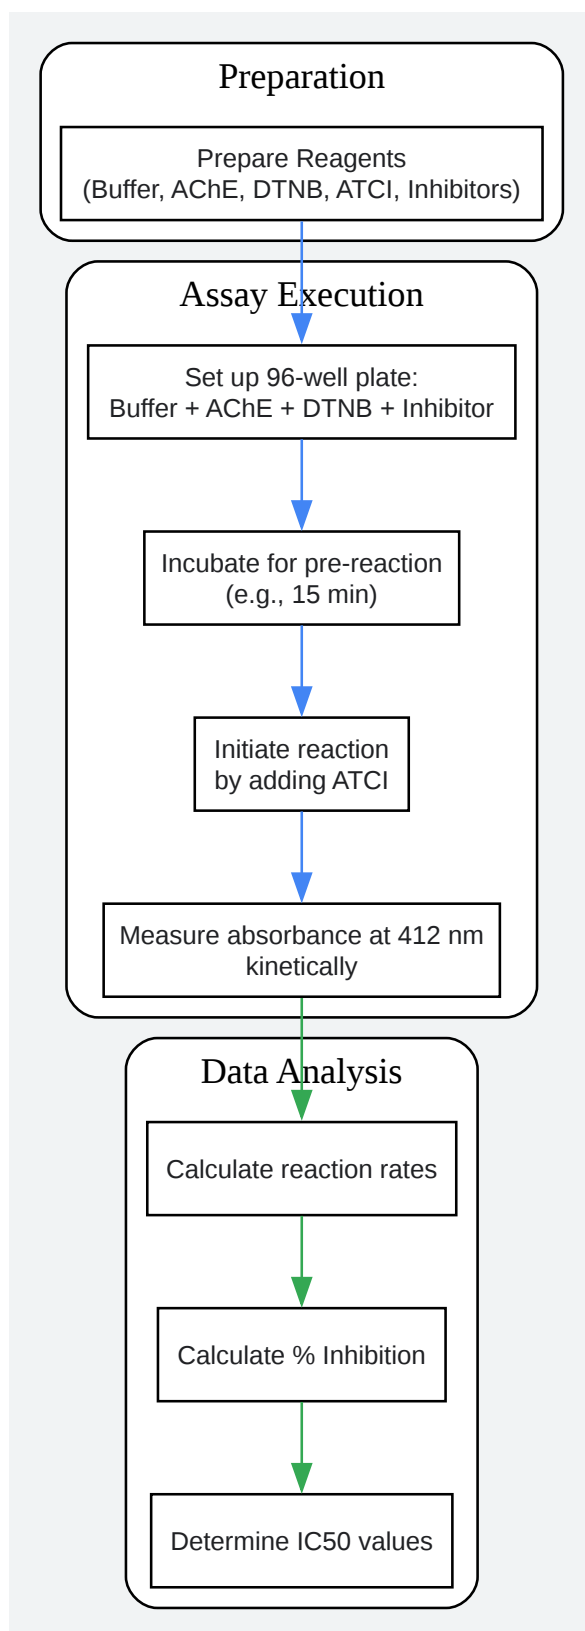 Preparation
Prepare Reagents
(Buffer, AChE, DTNB, ATCI, Inhibitors)
Assay Execution
Set up 96-well plate:
Buffer + AChE + DTNB + Inhibitor
Incubate for pre-reaction
(e.g., 15 min)
Initiate reaction
by adding ATCI
Measure absorbance at 412 nm
kinetically
Data Analysis
Calculate reaction rates
Calculate % Inhibition
Determine IC50 values